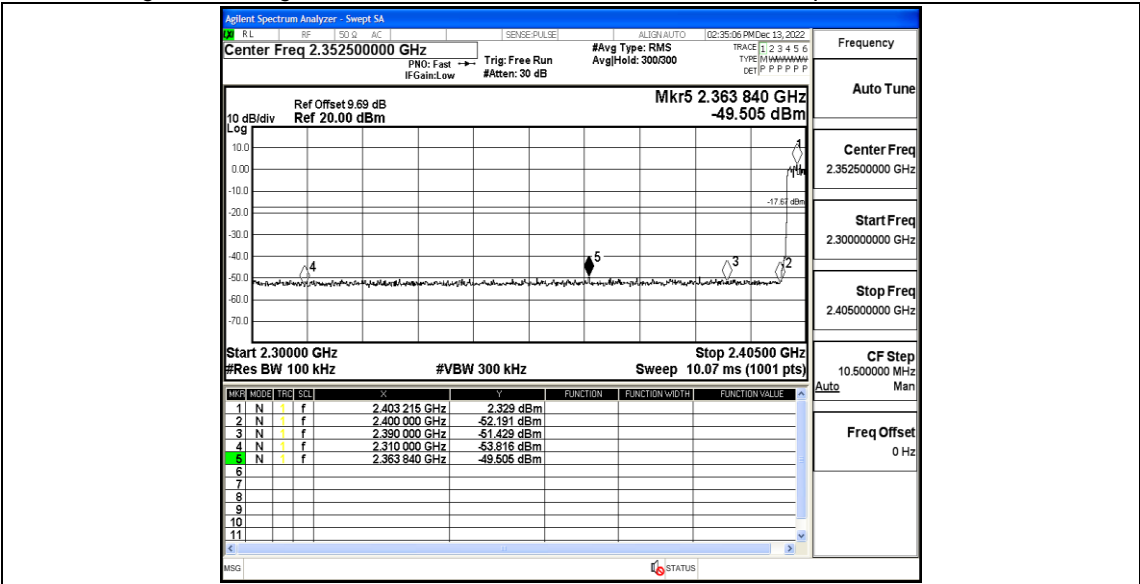 Agilent Spectrum Analyzer - Swept SA
RL RF 50 Ω AC SENSE:PULSE ALIGN AUTO 02:35:06 PM Dec 13, 2022
Center Freq 2.352500000 GHz #Avg Type: RMS TRACE 1 2 3 4 5 6
PNO: Fast Trig: Free Run Avg|Hold: 300/300 TYPE M WWWWW
IFGain:Low #Atten: 30 dB DET P P P P P P
Mkr5 2.363 840 GHz
Ref Offset 9.69 dB
10 dB/div Ref 20.00 dBm -49.505 dBm
Log
10.0
0.00
-10.0
-20.0
-30.0
-40.0
-50.0
-60.0
-70.0
1
-17.67 dBm
4
5
3
2
Start 2.30000 GHz Stop 2.40500 GHz
#Res BW 100 kHz #VBW 300 kHz Sweep 10.07 ms (1001 pts)
MKR MODE TRC SCL X Y FUNCTION FUNCTION WIDTH FUNCTION VALUE
1 N 1 f 2.403 215 GHz 2.329 dBm
2 N 1 f 2.400 000 GHz -52.191 dBm
3 N 1 f 2.390 000 GHz -51.429 dBm
4 N 1 f 2.310 000 GHz -53.816 dBm
5 N 1 f 2.363 840 GHz -49.505 dBm
6
7
8
9
10
11
MSG STATUS
Frequency
Auto Tune
Center Freq
2.352500000 GHz
Start Freq
2.300000000 GHz
Stop Freq
2.405000000 GHz
CF Step
10.500000 MHz
Auto Man
Freq Offset
0 Hz